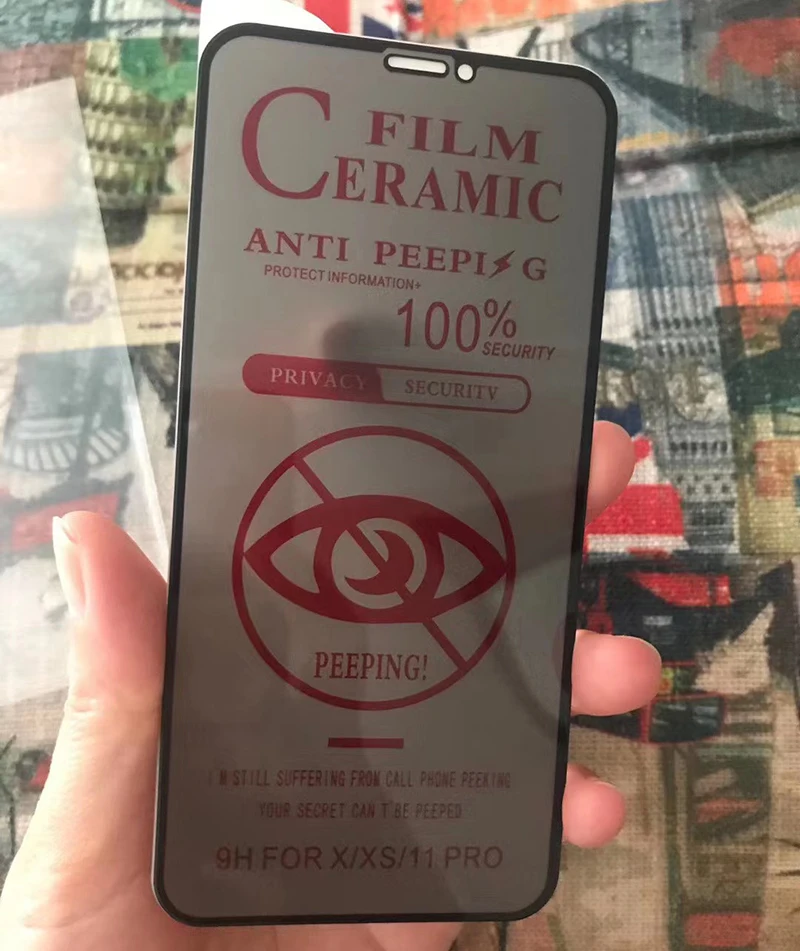 FILM
CERAMIC
ANTI PEEPI⚡G
PROTECT INFORMATION+
100%
SECURITY
PRIVACY SECURITY
PEEPING!
I M STILL SUFFERING FROM CALL PHONE PEEKING
YOUR SECRET CAN T BE PEEPED
9H FOR X/XS/11 PRO